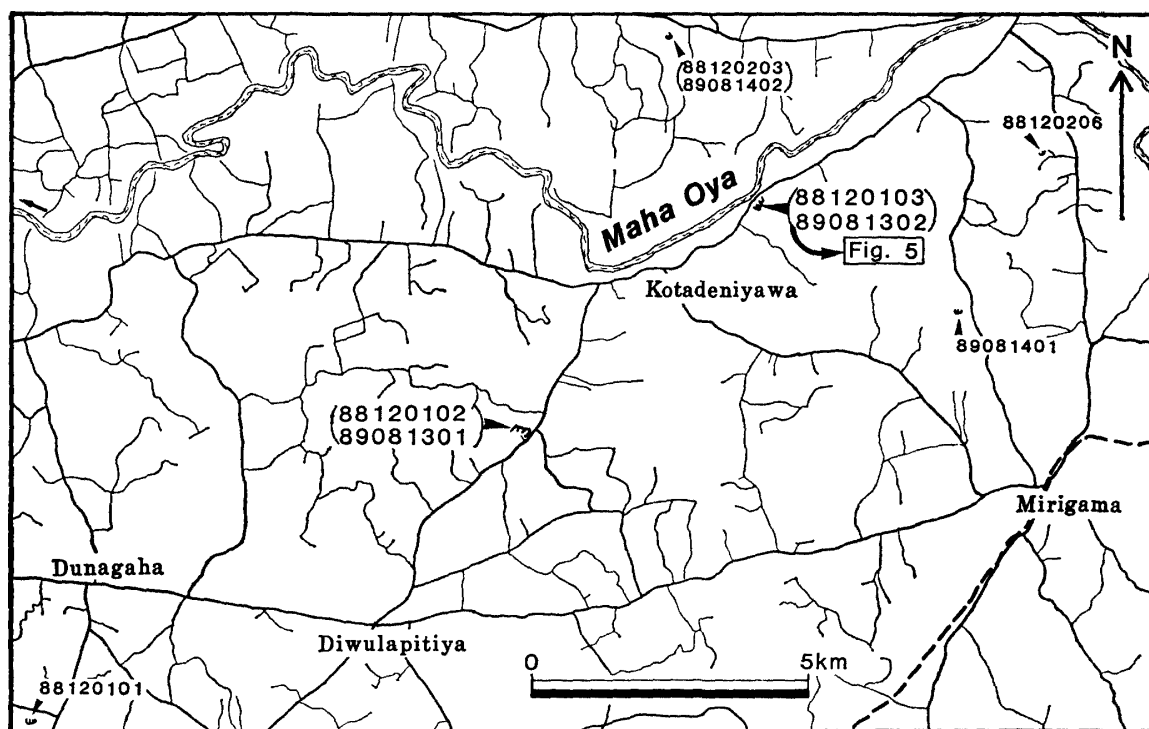 N
(88120203
89081402)
88120206
Maha Oya
(88120103
89081302)
Fig. 5
Kotadeniyawa
89081401
(88120102
89081301)
Mirigama
Dunagaha
Diwulapitiya
0 5km
88120101